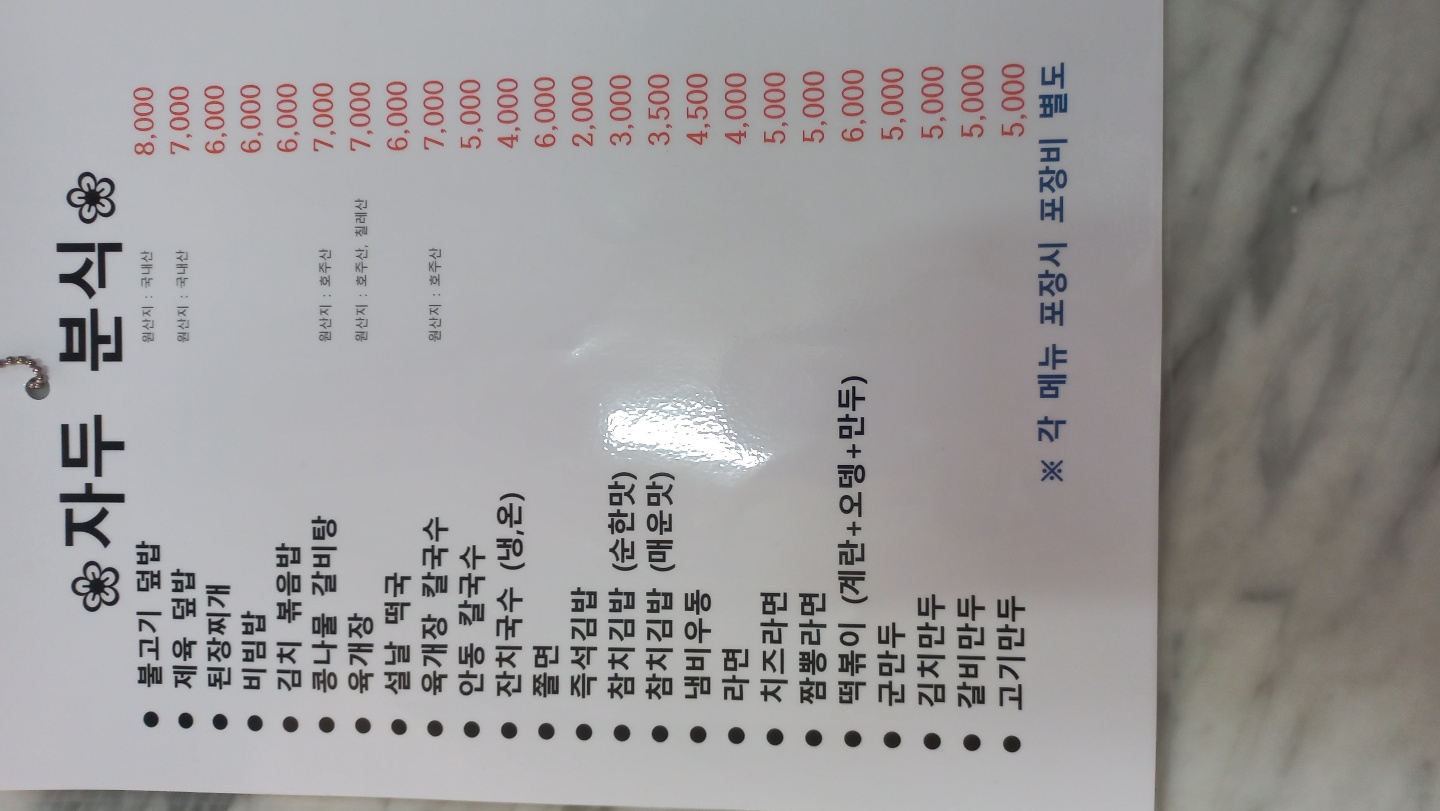 자두 분식
● 불고기 덮밥 원산지 : 국내산 8,000
● 제육 덮밥 원산지 : 국내산 7,000
● 된장찌개 6,000
● 비빔밥 6,000
● 김치 볶음밥 6,000
● 콩나물 갈비탕 원산지 : 호주산 7,000
● 육개장 원산지 : 호주산, 칠레산 7,000
● 설날 떡국 6,000
● 육개장 칼국수 원산지 : 호주산 7,000
● 안동 칼국수 5,000
● 잔치국수 (냉,온) 4,000
● 쫄면 6,000
● 즉석김밥 2,000
● 참치김밥 (순한맛) 3,000
● 참치김밥 (매운맛) 3,500
● 냄비우동 4,500
● 라면 4,000
● 치즈라면 5,000
● 짬뽕라면 5,000
● 떡볶이 (계란+오뎅+만두) 6,000
● 군만두 5,000
● 김치만두 5,000
● 갈비만두 5,000
● 고기만두 5,000
※ 각 메뉴 포장시 포장비 별도